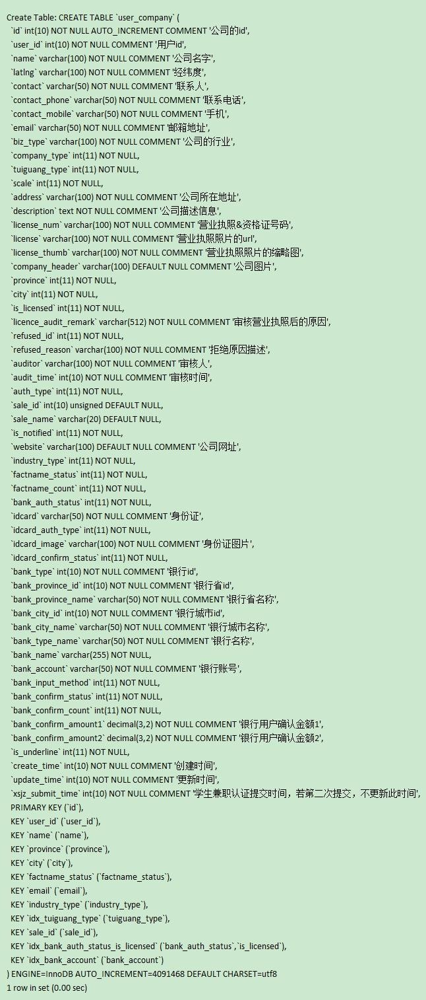 Create Table: CREATE TABLE `user_company` (
`id` int(10) NOT NULL AUTO_INCREMENT COMMENT '公司的id',
`user_id` int(10) NOT NULL COMMENT '用户id',
`name` varchar(100) NOT NULL COMMENT '公司名字',
`latlng` varchar(100) NOT NULL COMMENT '经纬度',
`contact` varchar(50) NOT NULL COMMENT '联系人',
`contact_phone` varchar(50) NOT NULL COMMENT '联系电话',
`contact_mobile` varchar(50) NOT NULL COMMENT '手机',
`email` varchar(50) NOT NULL COMMENT '邮箱地址',
`biz_type` varchar(100) NOT NULL COMMENT '公司的行业',
`company_type` int(11) NOT NULL,
`tuiguang_type` int(11) NOT NULL,
`scale` int(11) NOT NULL,
`address` varchar(100) NOT NULL COMMENT '公司所在地址',
`description` text NOT NULL COMMENT '公司描述信息',
`license_num` varchar(100) NOT NULL COMMENT '营业执照&资格证号码',
`license` varchar(100) NOT NULL COMMENT '营业执照照片的url',
`license_thumb` varchar(100) NOT NULL COMMENT '营业执照照片的缩略图',
`company_header` varchar(100) DEFAULT NULL COMMENT '公司图片',
`province` int(11) NOT NULL,
`city` int(11) NOT NULL,
`is_licensed` int(11) NOT NULL,
`licence_audit_remark` varchar(512) NOT NULL COMMENT '审核营业执照后的原因',
`refused_id` int(11) NOT NULL,
`refused_reason` varchar(100) NOT NULL COMMENT '拒绝原因描述',
`auditor` varchar(100) NOT NULL COMMENT '审核人',
`audit_time` int(10) NOT NULL COMMENT '审核时间',
`auth_type` int(11) NOT NULL,
`sale_id` int(10) unsigned DEFAULT NULL,
`sale_name` varchar(20) DEFAULT NULL,
`is_notified` int(11) NOT NULL,
`website` varchar(100) DEFAULT NULL COMMENT '公司网址',
`industry_type` int(11) NOT NULL,
`factname_status` int(11) NOT NULL,
`factname_count` int(11) NOT NULL,
`bank_auth_status` int(11) NOT NULL,
`idcard` varchar(50) NOT NULL COMMENT '身份证',
`idcard_auth_type` int(11) NOT NULL,
`idcard_image` varchar(100) NOT NULL COMMENT '身份证图片',
`idcard_confirm_status` int(11) NOT NULL,
`bank_type` int(10) NOT NULL COMMENT '银行id',
`bank_province_id` int(10) NOT NULL COMMENT '银行省id',
`bank_province_name` varchar(50) NOT NULL COMMENT '银行省名称',
`bank_city_id` int(10) NOT NULL COMMENT '银行城市id',
`bank_city_name` varchar(50) NOT NULL COMMENT '银行城市名称',
`bank_type_name` varchar(50) NOT NULL COMMENT '银行名称',
`bank_name` varchar(255) NOT NULL,
`bank_account` varchar(50) NOT NULL COMMENT '银行账号',
`bank_input_method` int(11) NOT NULL,
`bank_confirm_status` int(11) NOT NULL,
`bank_confirm_count` int(11) NOT NULL,
`bank_confirm_amount1` decimal(3,2) NOT NULL COMMENT '银行用户确认金额1',
`bank_confirm_amount2` decimal(3,2) NOT NULL COMMENT '银行用户确认金额2',
`is_underline` int(11) NOT NULL,
`create_time` int(10) NOT NULL COMMENT '创建时间',
`update_time` int(10) NOT NULL COMMENT '更新时间',
`xsjz_submit_time` int(10) NOT NULL COMMENT '学生兼职认证提交时间，若第二次提交，不更新此时间',
PRIMARY KEY (`id`),
KEY `user_id` (`user_id`),
KEY `name` (`name`),
KEY `province` (`province`),
KEY `city` (`city`),
KEY `factname_status` (`factname_status`),
KEY `email` (`email`),
KEY `industry_type` (`industry_type`),
KEY `idx_tuiguang_type` (`tuiguang_type`),
KEY `sale_id` (`sale_id`),
KEY `idx_bank_auth_status_is_licensed` (`bank_auth_status`,`is_licensed`),
KEY `idx_bank_account` (`bank_account`)
) ENGINE=InnoDB AUTO_INCREMENT=4091468 DEFAULT CHARSET=utf8
1 row in set (0.00 sec)